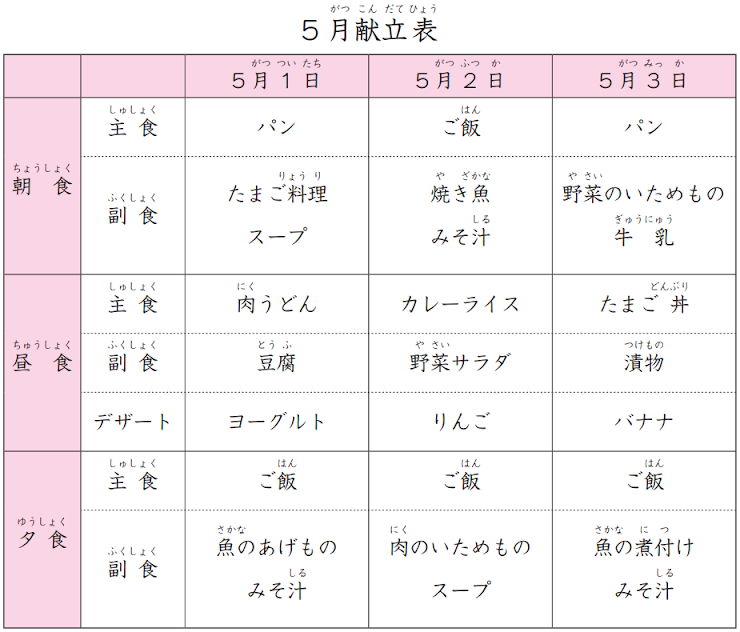 がつ こん だて ひょう
５月献立表
がつ つい たち がつ ふつ か がつ みっ か
５月１日 ５月２日 ５月３日
しゅしょく はん
主食 パン ご飯 パン
ちょうしょく
朝食
ふくしょく りょう り や ざかな や さい
副食 たまご料理 焼き魚 野菜のいためもの
しる ぎゅうにゅう
スープ みそ汁 牛乳
しゅしょく にく どんぶり
主食 肉うどん カレーライス たまご丼
ちゅうしょく ふくしょく とう ふ や さい つけもの
昼食 副食 豆腐 野菜サラダ 漬物
デザート ヨーグルト りんご バナナ
しゅしょく はん はん はん
主食 ご飯 ご飯 ご飯
ゆうしょく
夕食
ふくしょく さかな にく さかな に つ
副食 魚のあげもの 肉のいためもの 魚の煮付け
しる しる
みそ汁 スープ みそ汁